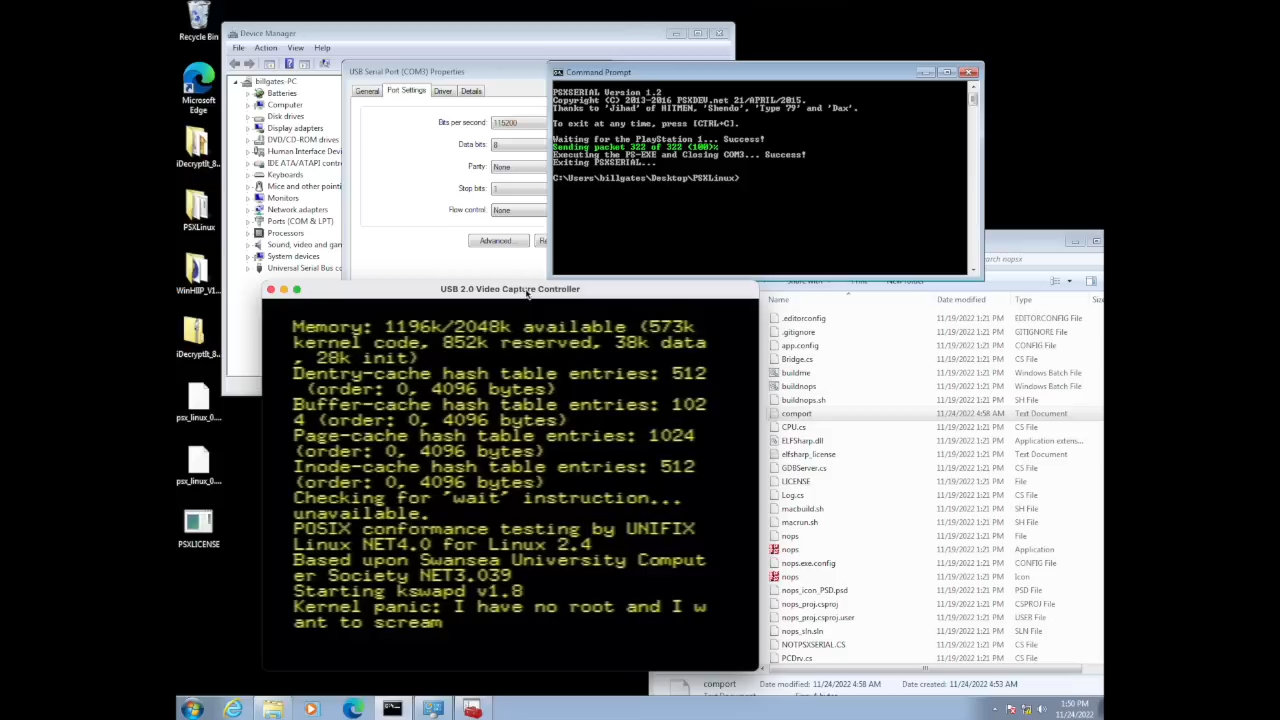 Recycle Bin
Microsoft
Edge
iDecryptIt_8...
PSXLinux
WinHIIP_V1...
iDecryptIt_8...
psx_linux_0....
psx_linux_0....
PSXLICENSE
Device Manager
File Action View Help
billgates-PC
Batteries
Computer
Disk drives
Display adapters
DVD/CD-ROM drives
Human Interface Devi
IDE ATA/ATAPI contro
Keyboards
Mice and other pointi
Monitors
Network adapters
Ports (COM & LPT)
Processors
Sound, video and gam
System devices
Universal Serial Bus co
USB Serial Port (COM3) Properties
General Port Settings Driver Details
Bits per second: 115200
Data bits: 8
Parity: None
Stop bits: 1
Flow control: None
Advanced... Re
Command Prompt
PSXSERIAL Version 1.2
Copyright (C) 2013-2016 PSXDEV.net 21/APRIL/2015.
Thanks to 'Jihad' of HITMEN, 'Shendo', 'Type 79' and 'Dax'.
To exit at any time, press [CTRL+C].
Waiting for the PlayStation 1... Success!
Sending packet 322 of 322 (100)%
Executing the PS-EXE and Closing COM3... Success!
Exiting PSXSERIAL...
C:\Users\billgates\Desktop\PSXLinux>
USB 2.0 Video Capture Controller
Memory: 1196k/2048k available (573k
kernel code, 852k reserved, 38k data
, 28k init)
Dentry-cache hash table entries: 512
(order: 0, 4096 bytes)
Buffer-cache hash table entries: 102
4 (order: 0, 4096 bytes)
Page-cache hash table entries: 1024
(order: 0, 4096 bytes)
Inode-cache hash table entries: 512
(order: 0, 4096 bytes)
Checking for 'wait' instruction...
unavailable.
POSIX conformance testing by UNIFIX
Linux NET4.0 for Linux 2.4
Based upon Swansea University Comput
er Society NET3.039
Starting kswapd v1.8
Kernel panic: I have no root and I w
ant to scream
arch nopsx
Name Date modified Type Siz
.editorconfig 11/19/2022 1:21 PM EDITORCONFIG File
.gitignore 11/19/2022 1:21 PM GITIGNORE File
app.config 11/19/2022 1:21 PM CONFIG File
Bridge.cs 11/19/2022 1:21 PM CS File
buildme 11/19/2022 1:21 PM Windows Batch File
buildnops 11/19/2022 1:21 PM Windows Batch File
buildnops.sh 11/19/2022 1:21 PM SH File
comport 11/24/2022 4:58 AM Text Document
CPU.cs 11/19/2022 1:21 PM CS File
ELFSharp.dll 11/19/2022 1:21 PM Application extens...
elfsharp_license 11/19/2022 1:21 PM Text Document
GDBServer.cs 11/19/2022 1:21 PM CS File
LICENSE 11/19/2022 1:21 PM File
Log.cs 11/19/2022 1:21 PM CS File
macbuild.sh 11/19/2022 1:21 PM SH File
macrun.sh 11/19/2022 1:21 PM SH File
nops 11/19/2022 1:21 PM File
nops 11/19/2022 1:21 PM Application
nops.exe.config 11/19/2022 1:21 PM CONFIG File
nops 11/19/2022 1:21 PM Icon
nops_icon_PSD.psd 11/19/2022 1:21 PM PSD File
nops_proj.csproj 11/19/2022 1:21 PM CSPROJ File
nops_proj.csproj.user 11/19/2022 1:21 PM USER File
nops_sln.sln 11/19/2022 1:21 PM SLN File
NOTPSXSERIAL.CS 11/19/2022 1:21 PM CS File
PCDrv.cs 11/19/2022 1:21 PM CS File
comport Date modified: 11/24/2022 4:58 AM Date created: 11/24/2022 4:53 AM
1:50 PM
11/24/2022